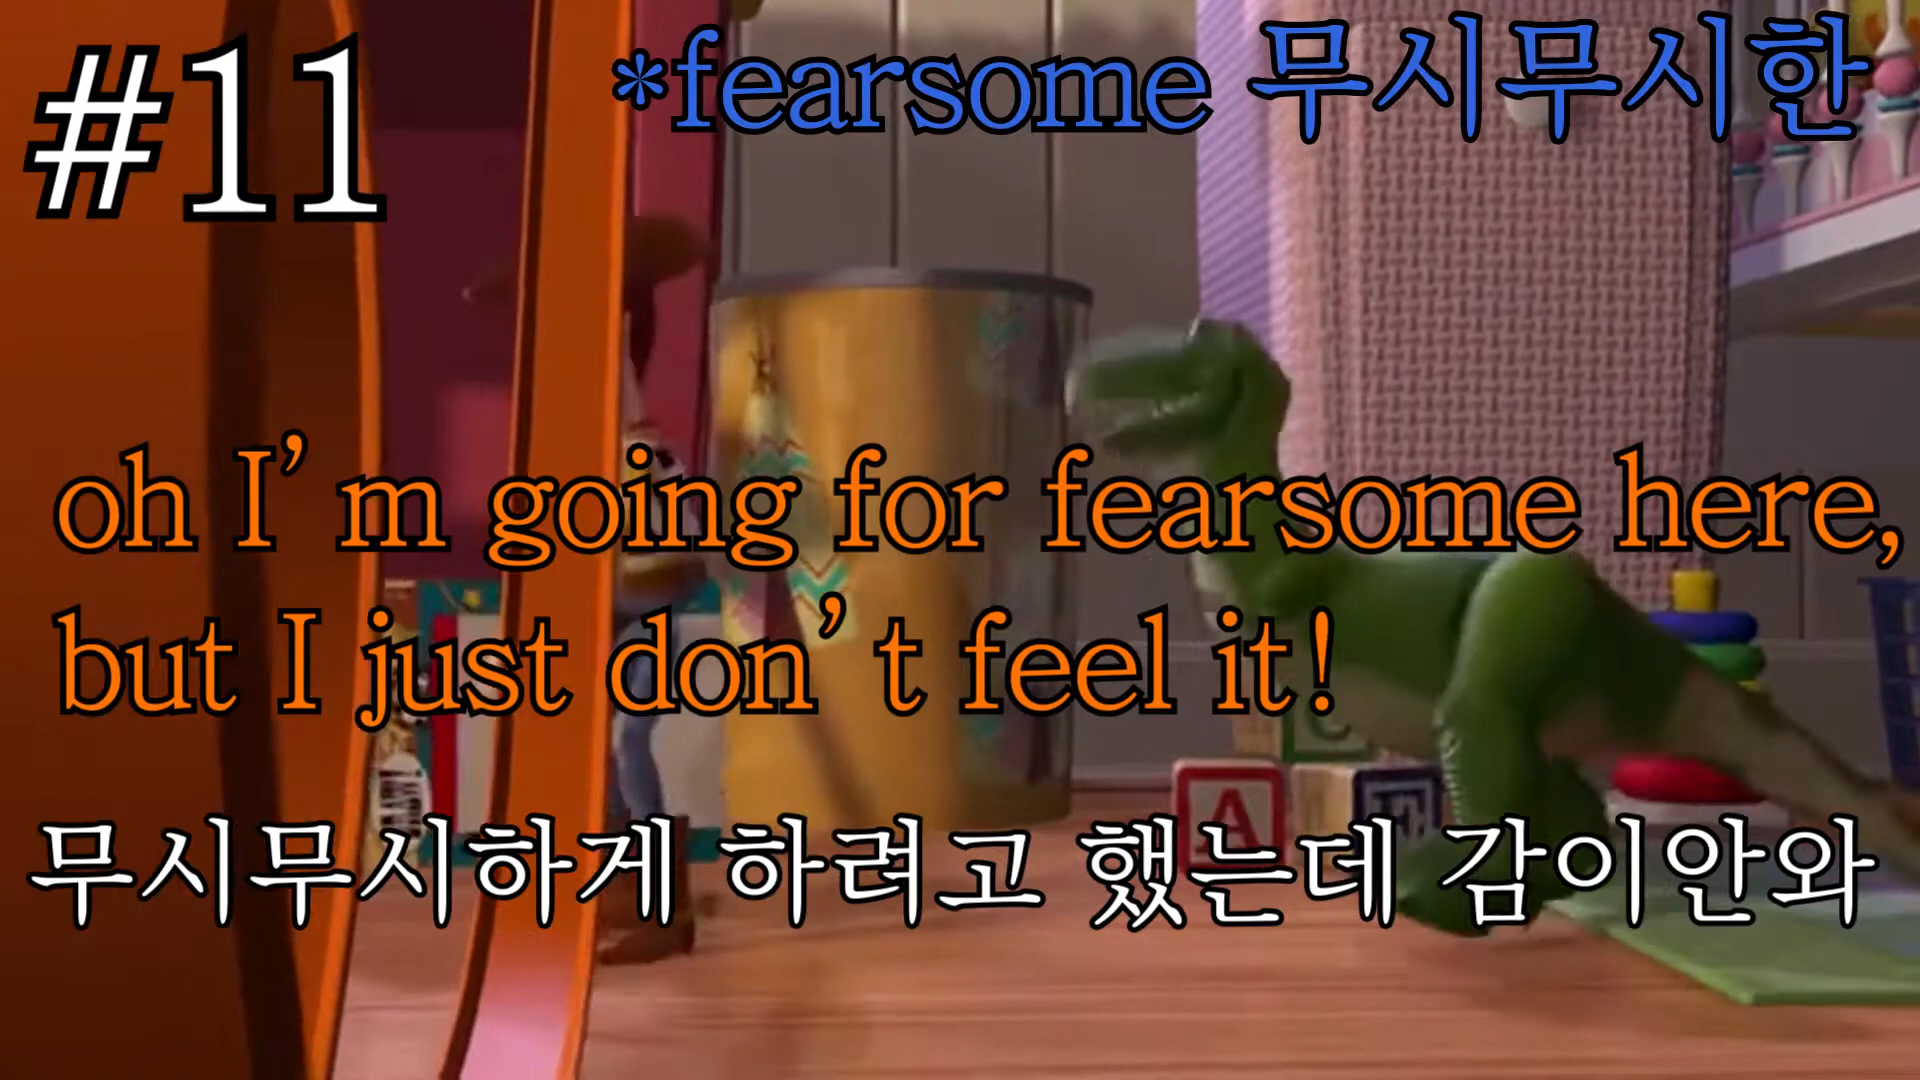 #11
*fearsome 무시무시한
oh I’m going for fearsome here,
but I just don’t feel it!
무시무시하게 하려고 했는데 감이안와
A